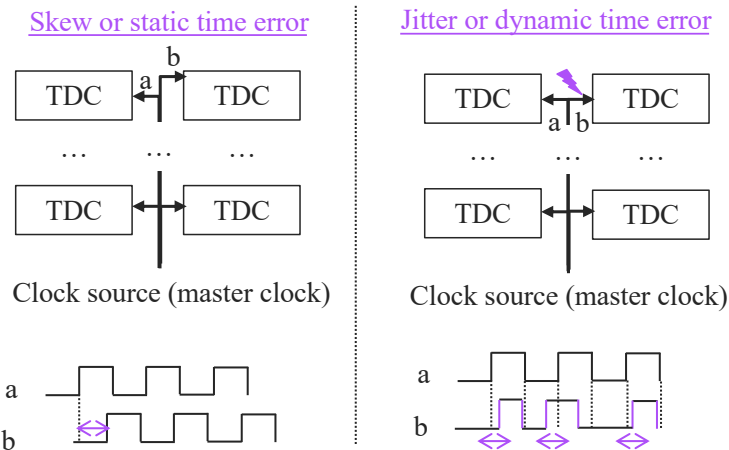 Skew or static time error
b
a
TDC TDC
… … …
TDC TDC
Clock source (master clock)
a
b
Jitter or dynamic time error
TDC TDC
a b
… … …
TDC TDC
Clock source (master clock)
a
b